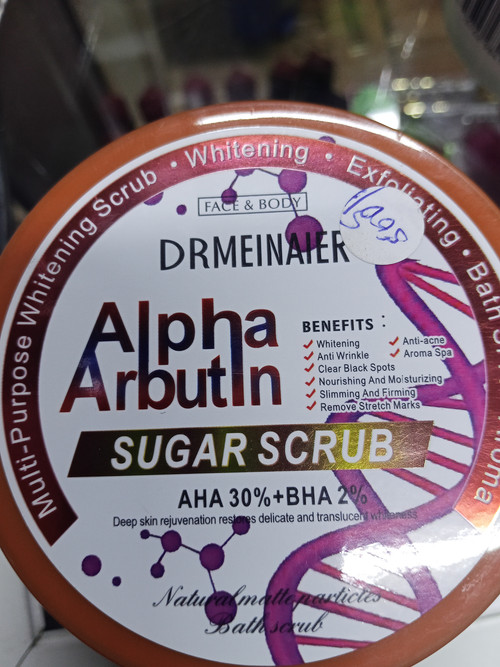 Multi-Purpose Whitening Scrub • Whitening • Exfoliating • Bath
FACE & BODY
DRMEINAIER
Alpha
Arbutin
BENEFITS :
Whitening
Anti-acne
Anti Wrinkle
Aroma Spa
Clear Black Spots
Nourishing And Moisturizing
Slimming And Firming
Remove Stretch Marks
SUGAR SCRUB
AHA 30%+BHA 2%
Deep skin rejuvenation restores delicate and translucent whiteness
Natural matte particles
Bath scrub